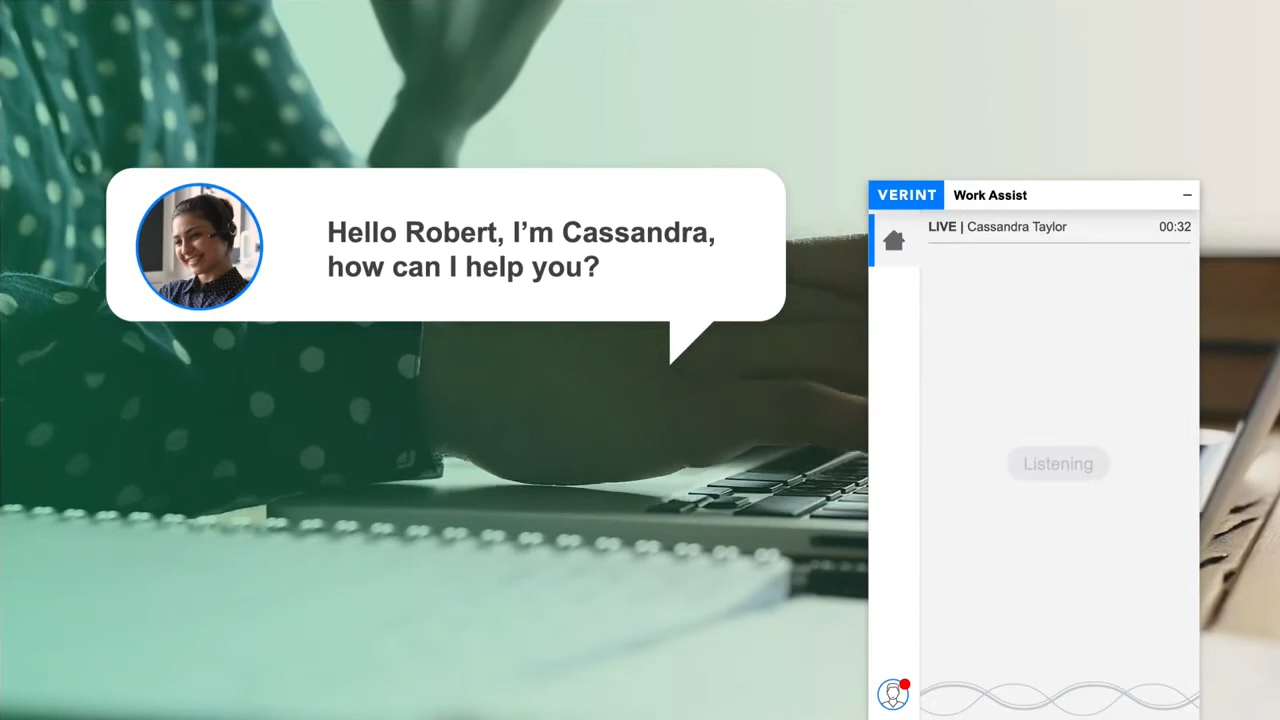 Hello Robert, I’m Cassandra,
how can I help you?
VERINT Work Assist
LIVE | Cassandra Taylor 00:32
Listening